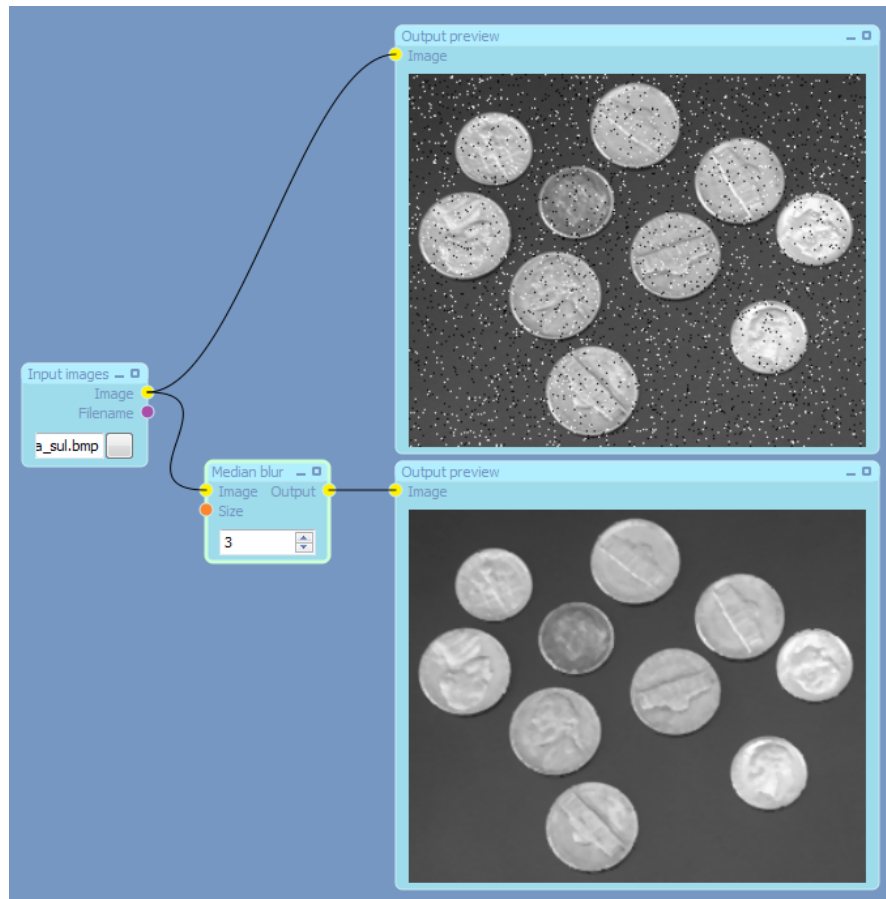 Output preview
Image
Input images
Image
Filename
a_sul.bmp
Median blur
Image Output
Size
3
Output preview
Image